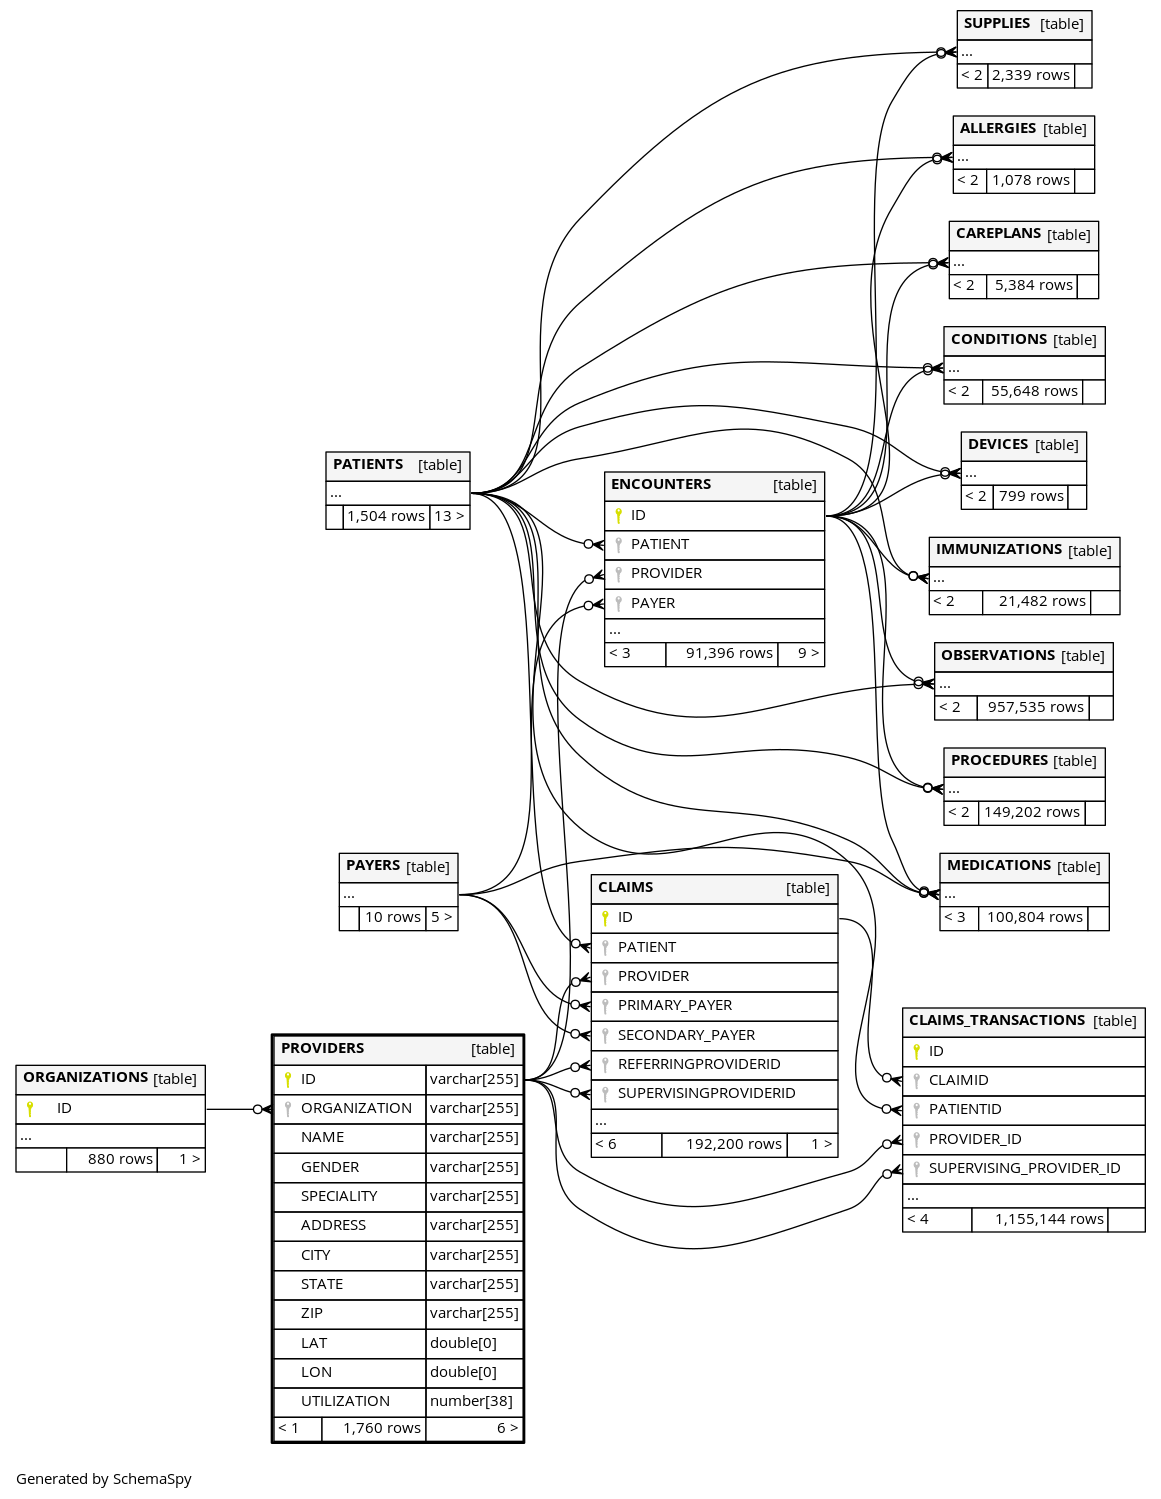 SUPPLIES [table]
...
< 2 2,339 rows
ALLERGIES [table]
...
< 2 1,078 rows
CAREPLANS [table]
...
< 2 5,384 rows
CONDITIONS [table]
...
< 2 55,648 rows
DEVICES [table]
...
< 2 799 rows
PATIENTS [table]
...
1,504 rows 13 >
ENCOUNTERS [table]
ID
PATIENT
PROVIDER
PAYER
...
< 3 91,396 rows 9 >
IMMUNIZATIONS [table]
...
< 2 21,482 rows
OBSERVATIONS [table]
...
< 2 957,535 rows
PROCEDURES [table]
...
< 2 149,202 rows
MEDICATIONS [table]
...
< 3 100,804 rows
PAYERS [table]
...
10 rows 5 >
CLAIMS [table]
ID
PATIENT
PROVIDER
PRIMARY_PAYER
SECONDARY_PAYER
REFERRINGPROVIDERID
SUPERVISINGPROVIDERID
...
< 6 192,200 rows 1 >
CLAIMS_TRANSACTIONS [table]
ID
CLAIMID
PATIENTID
PROVIDER_ID
SUPERVISING_PROVIDER_ID
...
< 4 1,155,144 rows
ORGANIZATIONS [table]
ID
...
880 rows 1 >
PROVIDERS [table]
ID varchar[255]
ORGANIZATION varchar[255]
NAME varchar[255]
GENDER varchar[255]
SPECIALITY varchar[255]
ADDRESS varchar[255]
CITY varchar[255]
STATE varchar[255]
ZIP varchar[255]
LAT double[0]
LON double[0]
UTILIZATION number[38]
< 1 1,760 rows 6 >
Generated by SchemaSpy